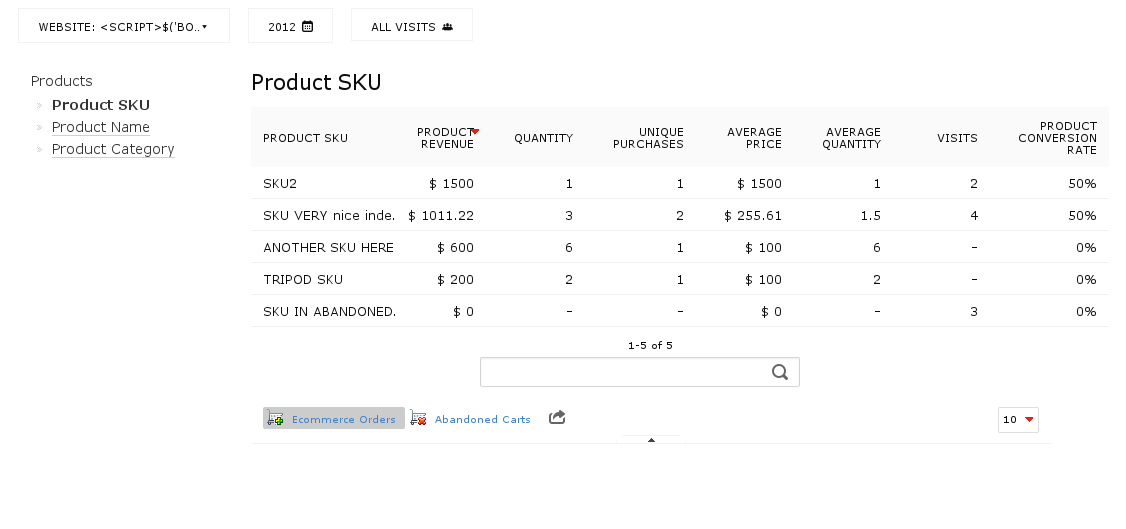 WEBSITE: <SCRIPT>$('BO.. 2012 ALL VISITS
Products
Product SKU
Product Name
Product Category
Product SKU
PRODUCT SKU PRODUCT REVENUE QUANTITY UNIQUE PURCHASES AVERAGE PRICE AVERAGE QUANTITY VISITS PRODUCT CONVERSION RATE
SKU2 $ 1500 1 1 $ 1500 1 2 50%
SKU VERY nice inde. $ 1011.22 3 2 $ 255.61 1.5 4 50%
ANOTHER SKU HERE $ 600 6 1 $ 100 6 - 0%
TRIPOD SKU $ 200 2 1 $ 100 2 - 0%
SKU IN ABANDONED. $ 0 - - $ 0 - 3 0%
1-5 of 5
Ecommerce Orders Abandoned Carts 10